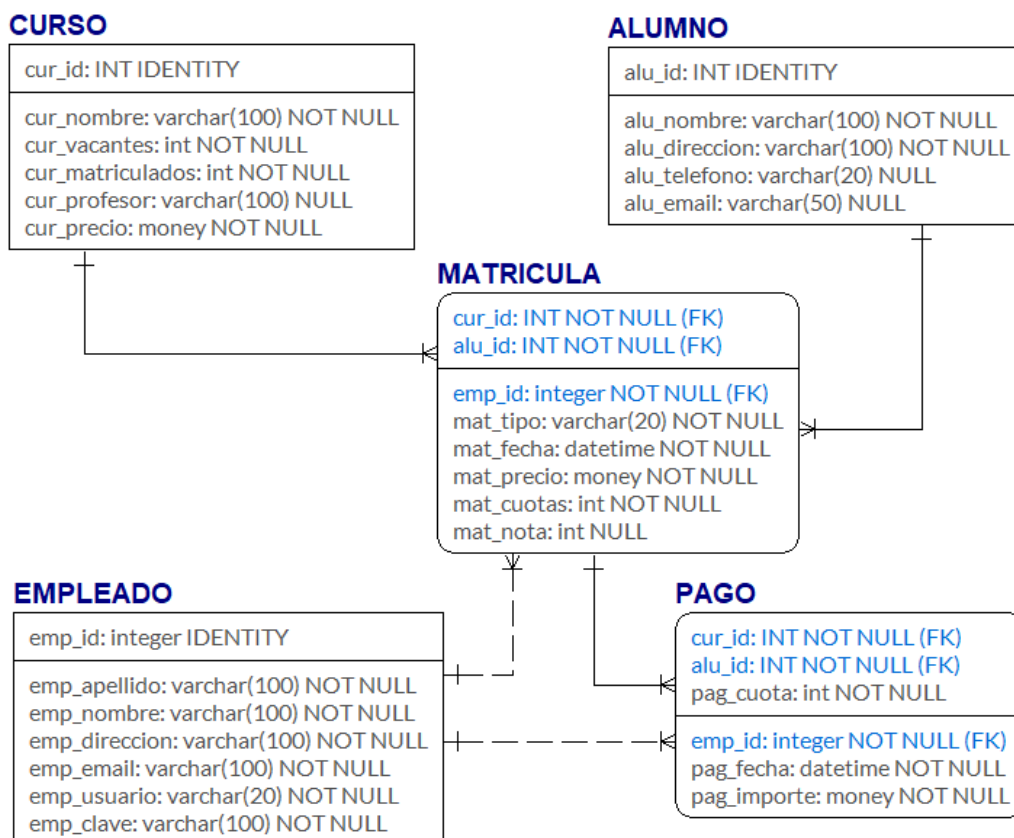 CURSO
cur_id: INT IDENTITY
cur_nombre: varchar(100) NOT NULL
cur_vacantes: int NOT NULL
cur_matriculados: int NOT NULL
cur_profesor: varchar(100) NULL
cur_precio: money NOT NULL
ALUMNO
alu_id: INT IDENTITY
alu_nombre: varchar(100) NOT NULL
alu_direccion: varchar(100) NOT NULL
alu_telefono: varchar(20) NULL
alu_email: varchar(50) NULL
MATRICULA
cur_id: INT NOT NULL (FK)
alu_id: INT NOT NULL (FK)
emp_id: integer NOT NULL (FK)
mat_tipo: varchar(20) NOT NULL
mat_fecha: datetime NOT NULL
mat_precio: money NOT NULL
mat_cuotas: int NOT NULL
mat_nota: int NULL
EMPLEADO
emp_id: integer IDENTITY
emp_apellido: varchar(100) NOT NULL
emp_nombre: varchar(100) NOT NULL
emp_direccion: varchar(100) NOT NULL
emp_email: varchar(100) NOT NULL
emp_usuario: varchar(20) NOT NULL
emp_clave: varchar(100) NOT NULL
PAGO
cur_id: INT NOT NULL (FK)
alu_id: INT NOT NULL (FK)
pag_cuota: int NOT NULL
emp_id: integer NOT NULL (FK)
pag_fecha: datetime NOT NULL
pag_importe: money NOT NULL